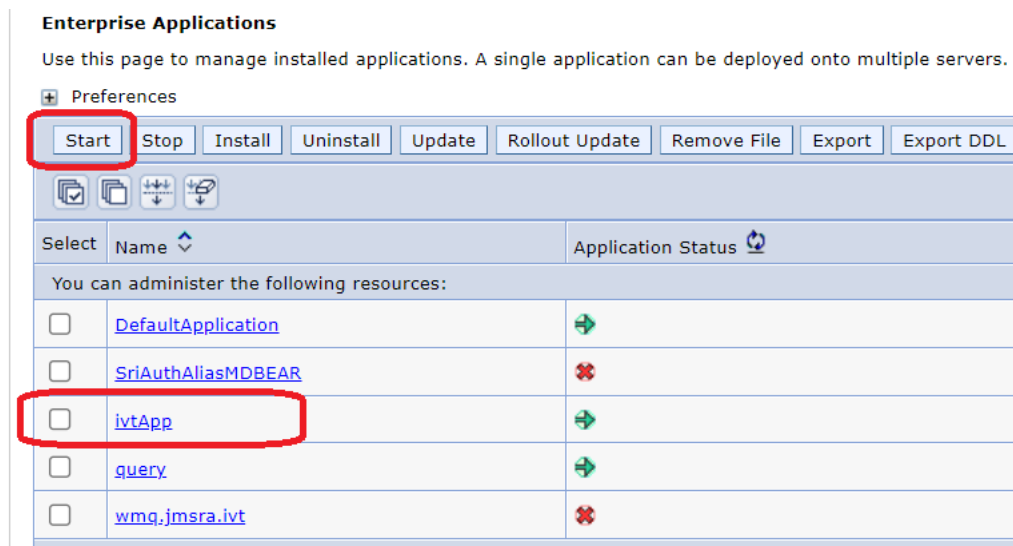 Enterprise Applications
Use this page to manage installed applications. A single application can be deployed onto multiple servers.
Preferences
Start Stop Install Uninstall Update Rollout Update Remove File Export Export DDL
Select Name Application Status
You can administer the following resources:
DefaultApplication
SriAuthAliasMDBEAR
ivtApp
query
wmq.jmsra.ivt